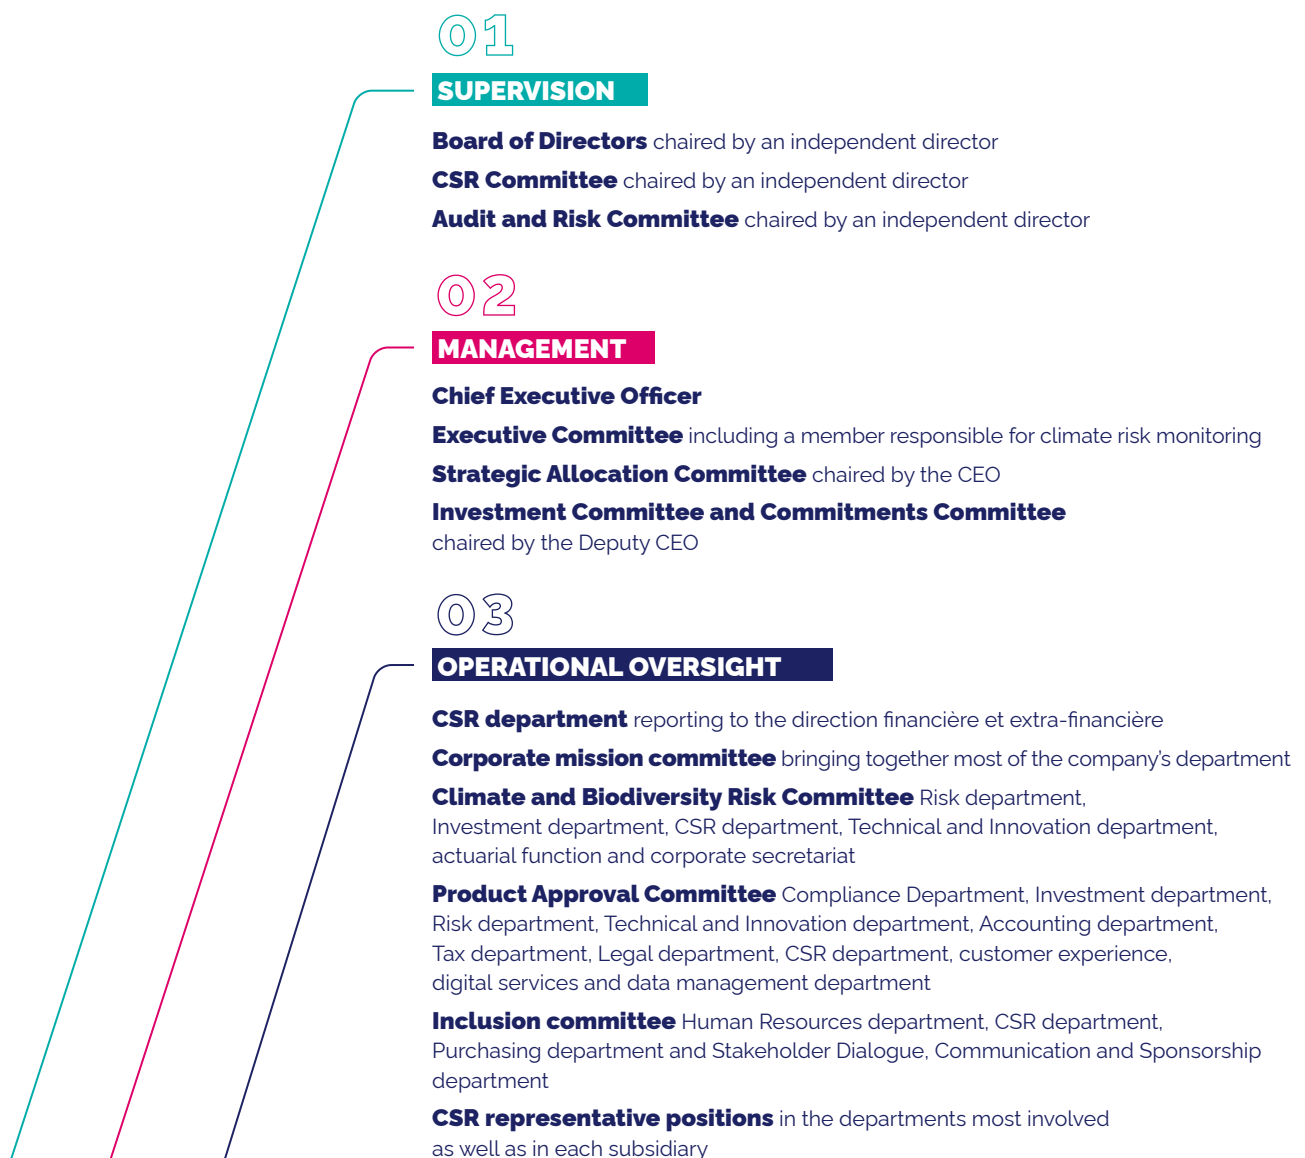 01
SUPERVISION
Board of Directors chaired by an independent director
CSR Committee chaired by an independent director
Audit and Risk Committee chaired by an independent director
02
MANAGEMENT
Chief Executive Officer
Executive Committee including a member responsible for climate risk monitoring
Strategic Allocation Committee chaired by the CEO
Investment Committee and Commitments Committee
chaired by the Deputy CEO
03
OPERATIONAL OVERSIGHT
CSR department reporting to the direction financière et extra-financière
Corporate mission committee bringing together most of the company's department
Climate and Biodiversity Risk Committee Risk department,
Investment department, CSR department, Technical and Innovation department,
actuarial function and corporate secretariat
Product Approval Committee Compliance Department, Investment department,
Risk department, Technical and Innovation department, Accounting department,
Tax department, Legal department, CSR department, customer experience,
digital services and data management department
Inclusion committee Human Resources department, CSR department,
Purchasing department and Stakeholder Dialogue, Communication and Sponsorship
department
CSR representative positions in the departments most involved
as well as in each subsidiary